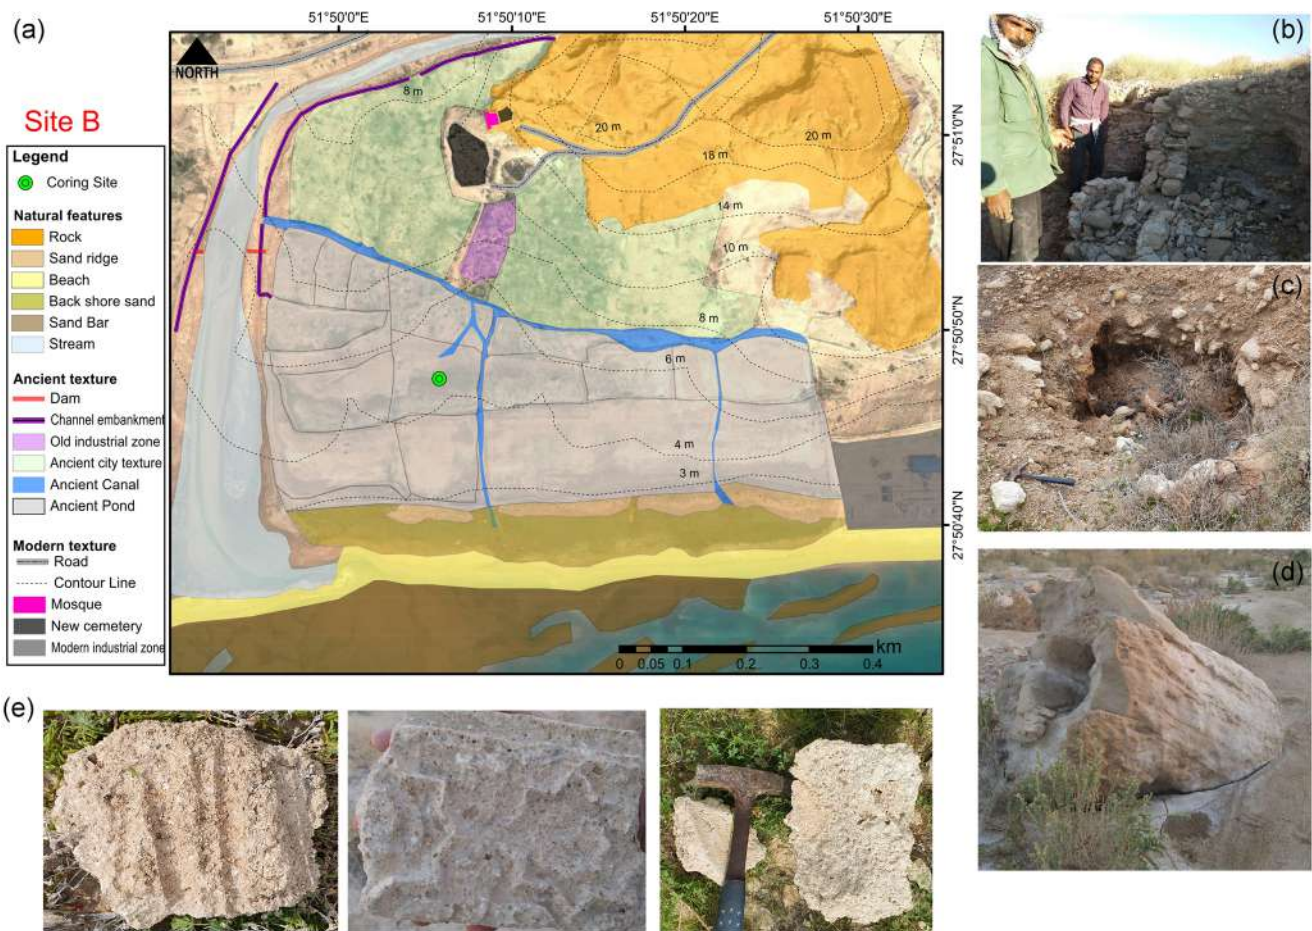 (a)
51°50'0"E
51°50'10"E
51°50'20"E
51°50'30"E
(b)
NORTH
8 m
Site B
20 m
20 m
27°51'0"N
Legend
18 m
Coring Site
14 m
Natural features
Rock
10 m
Sand ridge
Beach
(c)
Back shore sand
8 m
27°50'50"N
Sand Bar
Stream
6 m
Ancient texture
Dam
Channel embankment
4 m
Old industrial zone
Ancient city texture
3 m
Ancient Canal
Ancient Pond
27°50'40"N
Modern texture
Road
(d)
Contour Line
Mosque
New cemetery
Modern industrial zone
km
0 0.05 0.1 0.2 0.3 0.4
(e)